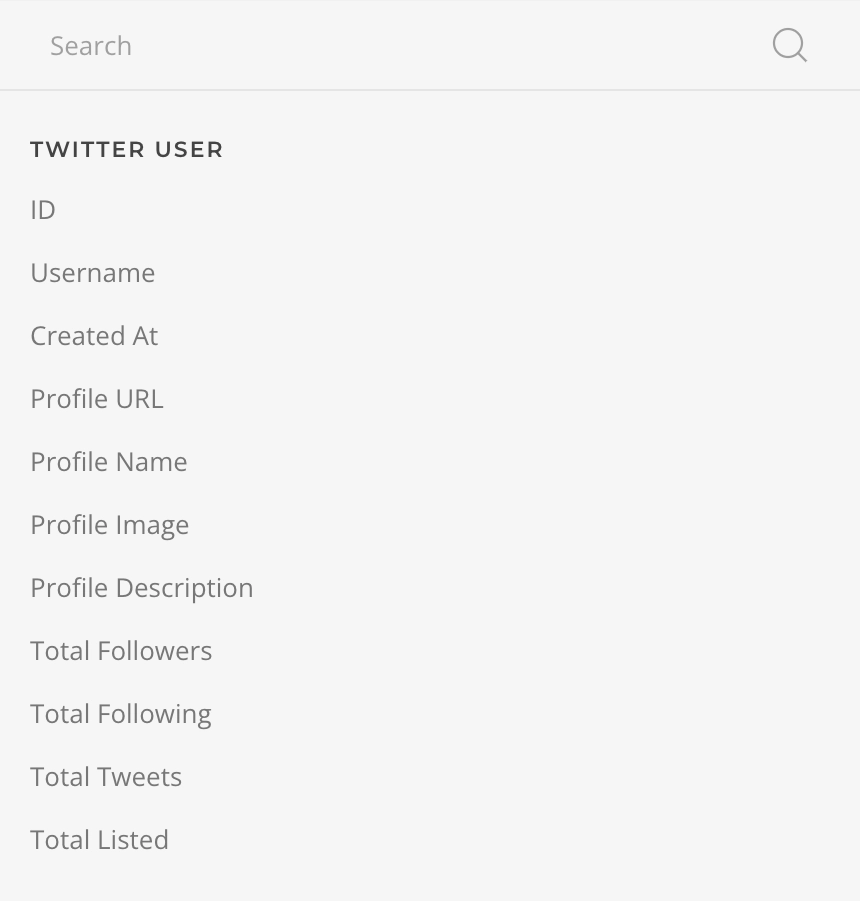 Search
TWITTER USER
ID
Username
Created At
Profile URL
Profile Name
Profile Image
Profile Description
Total Followers
Total Following
Total Tweets
Total Listed